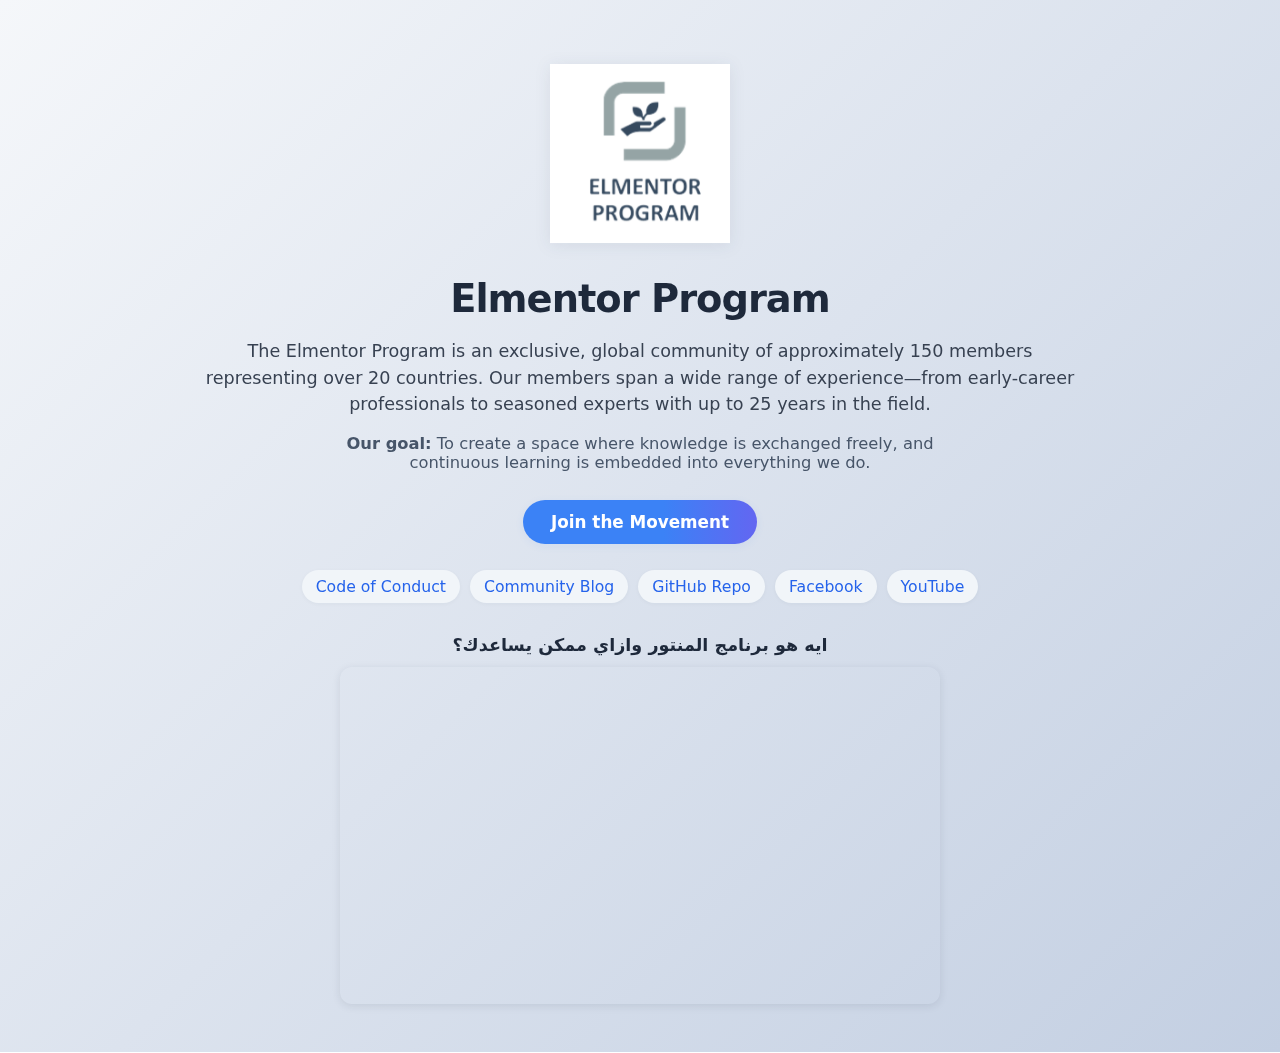 ELMENTOR
PROGRAM
Elmentor Program
The Elmentor Program is an exclusive, global community of approximately 150 members
representing over 20 countries. Our members span a wide range of experience—from early-career
professionals to seasoned experts with up to 25 years in the field.
Our goal: To create a space where knowledge is exchanged freely, and
continuous learning is embedded into everything we do.
Join the Movement
Code of Conduct Community Blog GitHub Repo Facebook YouTube
ايه هو برنامج المنتور وازاي ممكن يساعدك؟